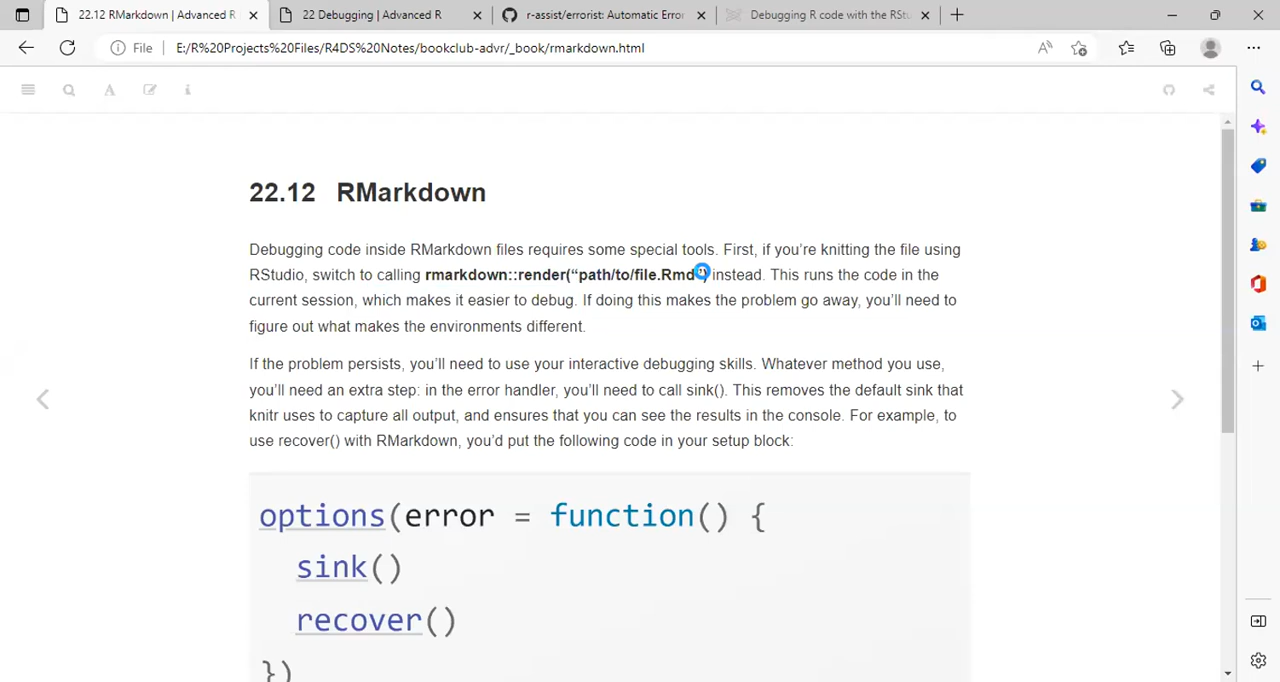 22.12 RMarkdown | Advanced R
22 Debugging | Advanced R
r-assist/errorist: Automatic Error
Debugging R code with the RStu
File
E:/R%20Projects%20Files/R4DS%20Notes/bookclub-advr/_book/rmarkdown.html
22.12 RMarkdown
Debugging code inside RMarkdown files requires some special tools. First, if you’re knitting the file using
RStudio, switch to calling rmarkdown::render(“path/to/file.Rmd”) instead. This runs the code in the
current session, which makes it easier to debug. If doing this makes the problem go away, you’ll need to
figure out what makes the environments different.
If the problem persists, you’ll need to use your interactive debugging skills. Whatever method you use,
you’ll need an extra step: in the error handler, you’ll need to call sink(). This removes the default sink that
knitr uses to capture all output, and ensures that you can see the results in the console. For example, to
use recover() with RMarkdown, you’d put the following code in your setup block:
options(error = function() {
sink()
recover()
})